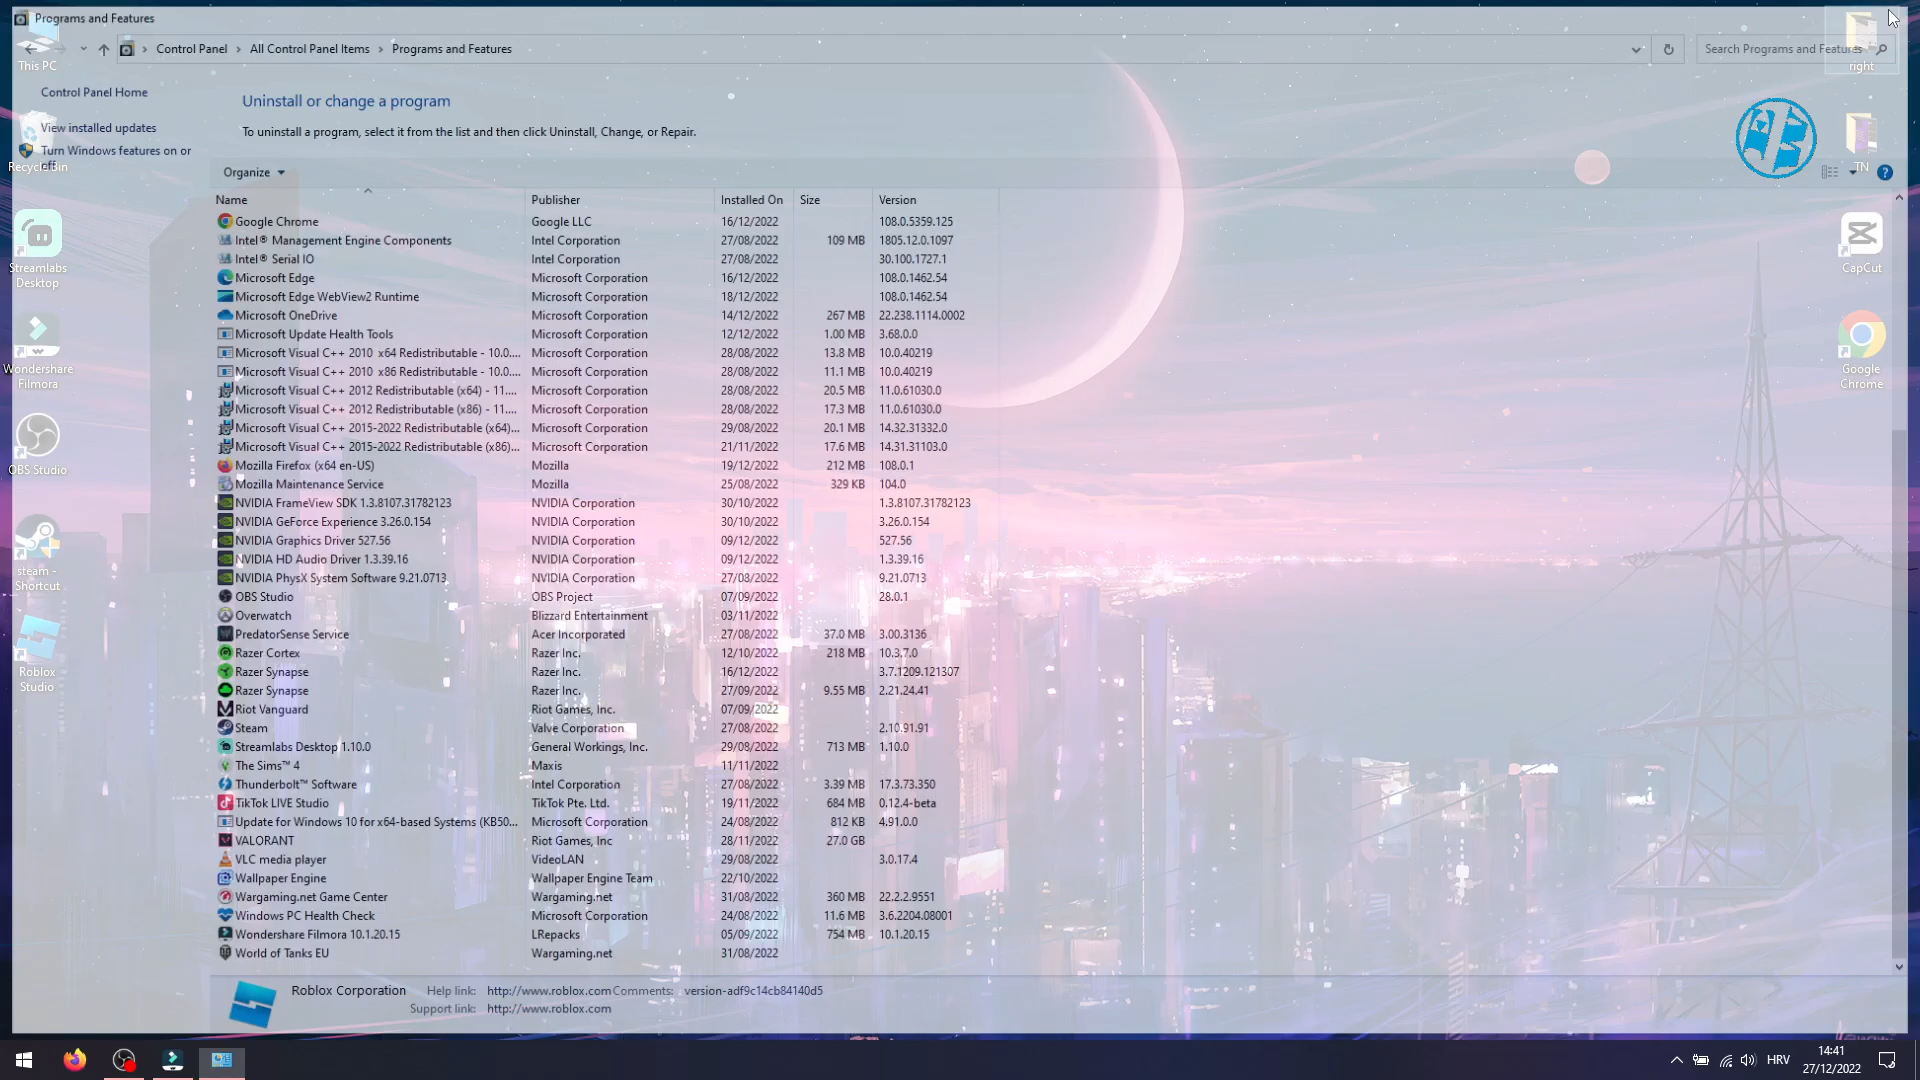 Programs and Features
This PC
Control Panel
All Control Panel Items
Programs and Features
Search Programs and Features
right
Control Panel Home
View installed updates
Turn Windows features on or
off
Recycle Bin
Uninstall or change a program
To uninstall a program, select it from the list and then click Uninstall, Change, or Repair.
Organize
TN
Name Publisher Installed On Size Version
Google Chrome Google LLC 16/12/2022 108.0.5359.125
Intel® Management Engine Components Intel Corporation 27/08/2022 109 MB 1805.12.0.1097
Intel® Serial IO Intel Corporation 27/08/2022 30.100.1727.1
Microsoft Edge Microsoft Corporation 16/12/2022 108.0.1462.54
Microsoft Edge WebView2 Runtime Microsoft Corporation 18/12/2022 108.0.1462.54
Microsoft OneDrive Microsoft Corporation 14/12/2022 267 MB 22.238.1114.0002
Microsoft Update Health Tools Microsoft Corporation 12/12/2022 1.00 MB 3.68.0.0
Microsoft Visual C++ 2010 x64 Redistributable - 10.0.... Microsoft Corporation 28/08/2022 13.8 MB 10.0.40219
Microsoft Visual C++ 2010 x86 Redistributable - 10.0.... Microsoft Corporation 28/08/2022 11.1 MB 10.0.40219
Microsoft Visual C++ 2012 Redistributable (x64) - 11.... Microsoft Corporation 28/08/2022 20.5 MB 11.0.61030.0
Microsoft Visual C++ 2012 Redistributable (x86) - 11.... Microsoft Corporation 28/08/2022 17.3 MB 11.0.61030.0
Microsoft Visual C++ 2015-2022 Redistributable (x64)... Microsoft Corporation 29/08/2022 20.1 MB 14.32.31332.0
Microsoft Visual C++ 2015-2022 Redistributable (x86)... Microsoft Corporation 21/11/2022 17.6 MB 14.31.31103.0
Mozilla Firefox (x64 en-US) Mozilla 19/12/2022 212 MB 108.0.1
Mozilla Maintenance Service Mozilla 25/08/2022 329 KB 104.0
NVIDIA FrameView SDK 1.3.8107.31782123 NVIDIA Corporation 30/10/2022 1.3.8107.31782123
NVIDIA GeForce Experience 3.26.0.154 NVIDIA Corporation 30/10/2022 3.26.0.154
NVIDIA Graphics Driver 527.56 NVIDIA Corporation 09/12/2022 527.56
NVIDIA HD Audio Driver 1.3.39.16 NVIDIA Corporation 09/12/2022 1.3.39.16
NVIDIA PhysX System Software 9.21.0713 NVIDIA Corporation 27/08/2022 9.21.0713
OBS Studio OBS Project 07/09/2022 28.0.1
Overwatch Blizzard Entertainment 03/11/2022
PredatorSense Service Acer Incorporated 27/08/2022 37.0 MB 3.00.3136
Razer Cortex Razer Inc. 12/10/2022 218 MB 10.3.7.0
Razer Synapse Razer Inc. 16/12/2022 3.7.1209.121307
Razer Synapse Razer Inc. 27/09/2022 9.55 MB 2.21.24.41
Riot Vanguard Riot Games, Inc. 07/09/2022
Steam Valve Corporation 27/08/2022 2.10.91.91
Streamlabs Desktop 1.10.0 General Workings, Inc. 29/08/2022 713 MB 1.10.0
The Sims™ 4 Maxis 11/11/2022
Thunderbolt™ Software Intel Corporation 27/08/2022 3.39 MB 17.3.73.350
TikTok LIVE Studio TikTok Pte. Ltd. 19/11/2022 684 MB 0.12.4-beta
Update for Windows 10 for x64-based Systems (KB50... Microsoft Corporation 24/08/2022 812 KB 4.91.0.0
VALORANT Riot Games, Inc 28/11/2022 27.0 GB
VLC media player VideoLAN 29/08/2022 3.0.17.4
Wallpaper Engine Wallpaper Engine Team 22/10/2022
Wargaming.net Game Center Wargaming.net 31/08/2022 360 MB 22.2.2.9551
Windows PC Health Check Microsoft Corporation 24/08/2022 11.6 MB 3.6.2204.08001
Wondershare Filmora 10.1.20.15 LRepacks 05/09/2022 754 MB 10.1.20.15
World of Tanks EU Wargaming.net 31/08/2022
Streamlabs
Desktop
Wondershare
Filmora
OBS Studio
steam -
Shortcut
Roblox
Studio
CapCut
Google
Chrome
Roblox Corporation Help link: http://www.roblox.com Comments: version-adf9c14cb84140d5
Support link: http://www.roblox.com
HRV
14:41
27/12/2022